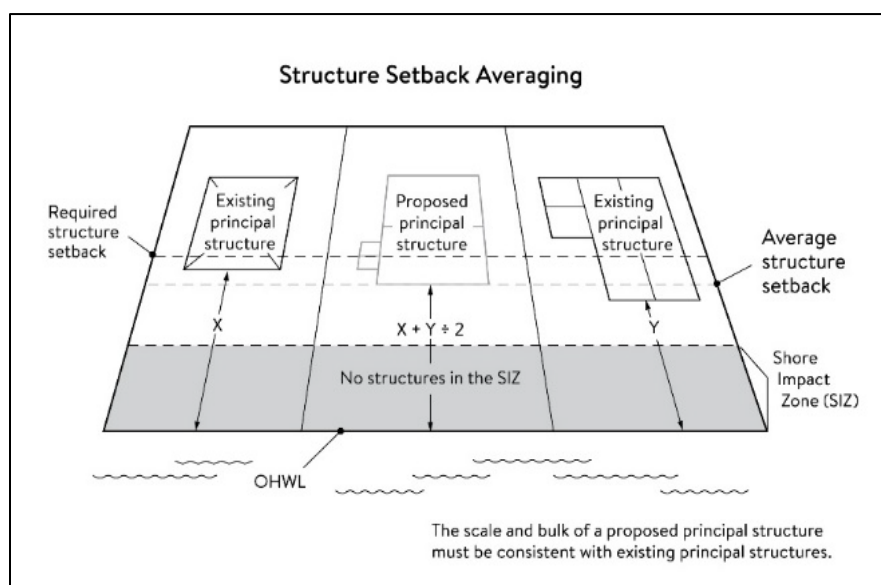 Structure Setback Averaging
Required
structure
setback
Existing
principal
structure
Proposed
principal
structure
Existing
principal
structure
Average
structure
setback
X
X + Y ÷ 2
Y
No structures in the SIZ
Shore
Impact
Zone (SIZ)
OHWL
The scale and bulk of a proposed principal structure
must be consistent with existing principal structures.